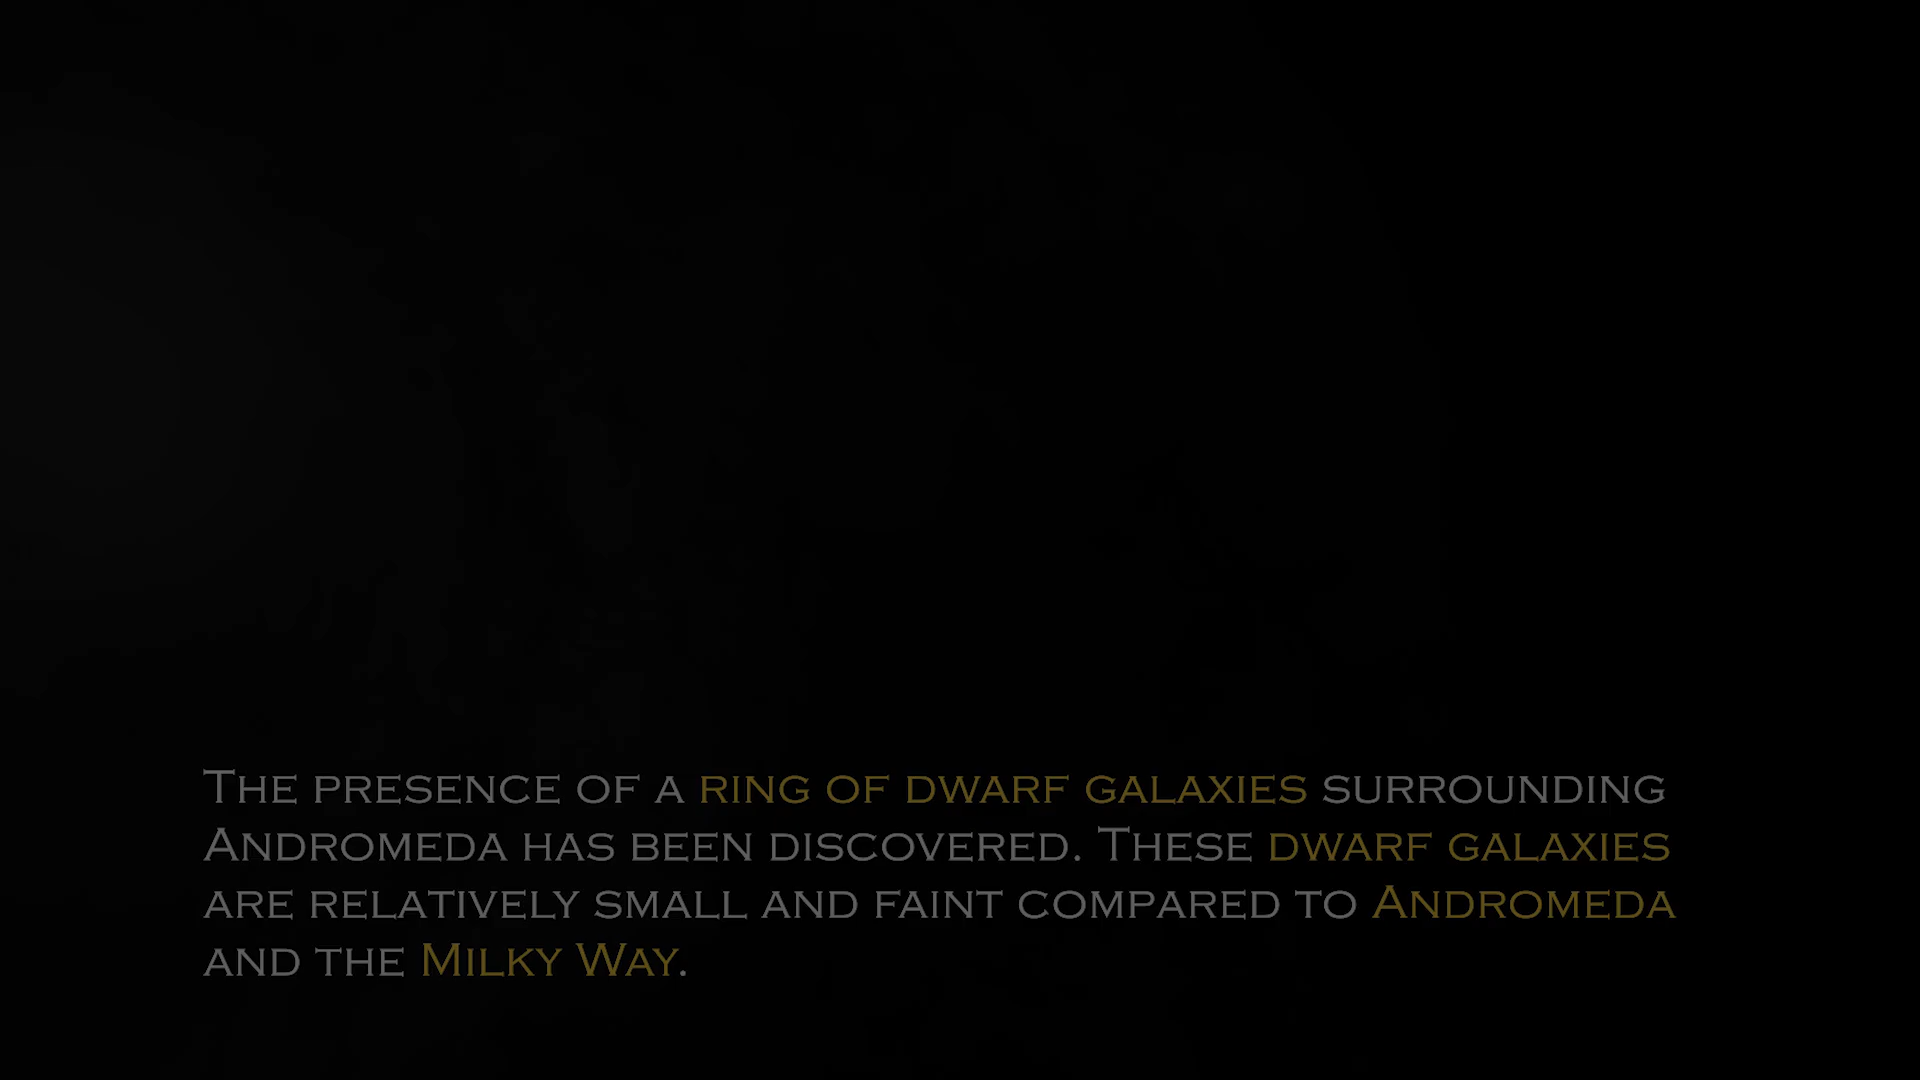 The presence of a ring of dwarf galaxies surrounding
Andromeda has been discovered. These dwarf galaxies
are relatively small and faint compared to Andromeda
and the Milky Way.